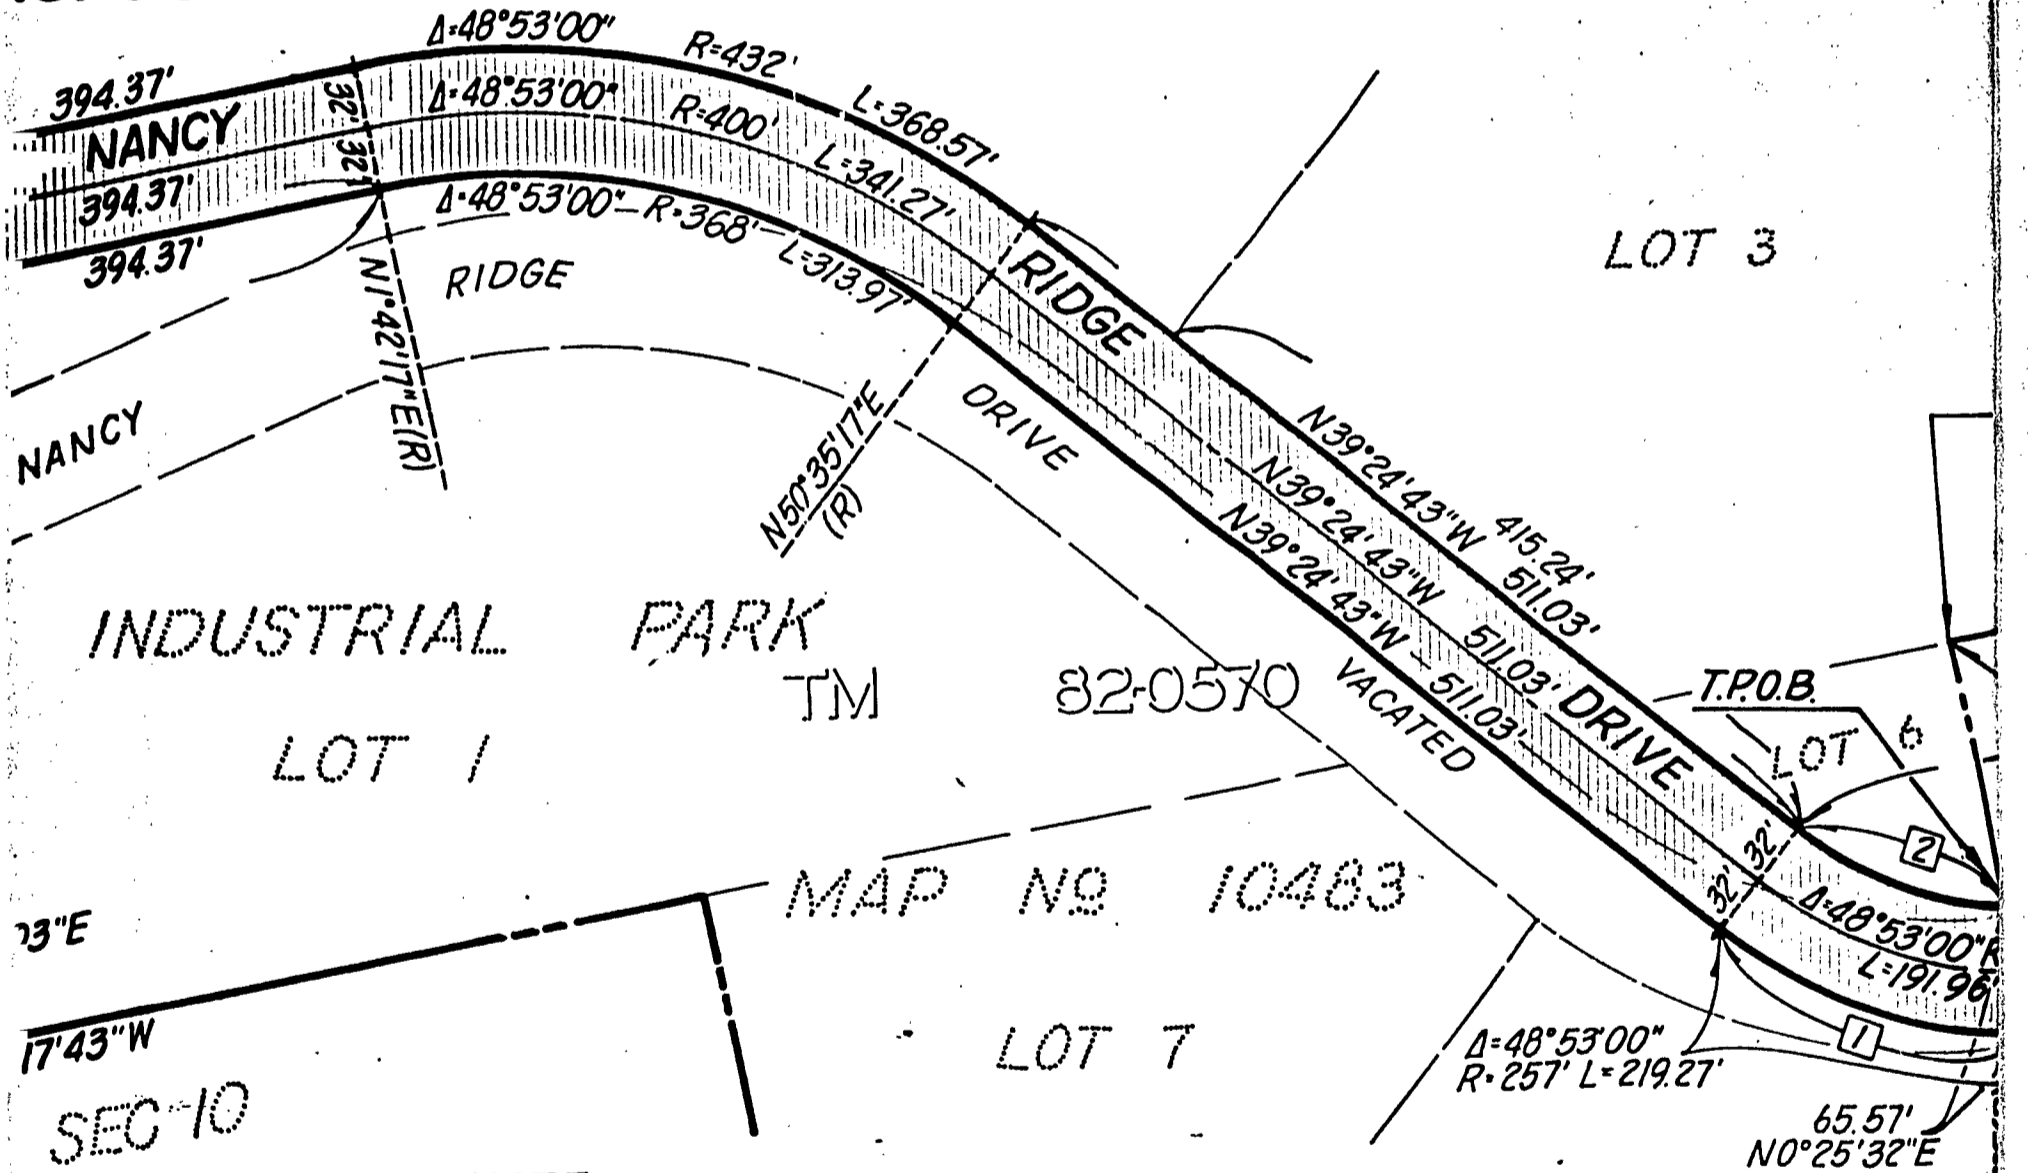 Δ=48°53'00"
R=432'
L=368.57'
394.37'
NANCY
394.37'
394.37'
32'
32'
Δ=48°53'00"
R=400'
L=341.27'
Δ=48°53'00"
R=368'
L=313.97'
N1°42'17"E(R)
RIDGE
NANCY
N50°35'17"E
(R)
DRIVE
RIDGE
LOT 3
N39°24'43"W
415.24'
511.03'
N39°24'43"W
511.03'
N39°24'43"W
511.03'
DRIVE
VACATED
INDUSTRIAL PARK
TM 82-0570
LOT 1
T.P.O.B.
LOT 6
2
32'
32'
Δ=48°53'00" R
L=191.96'
MAP Nº 10483
LOT 7
1
Δ=48°53'00"
R=257' L=219.27'
65.57'
N0°25'32"E
3"E
17'43"W
SEC 10